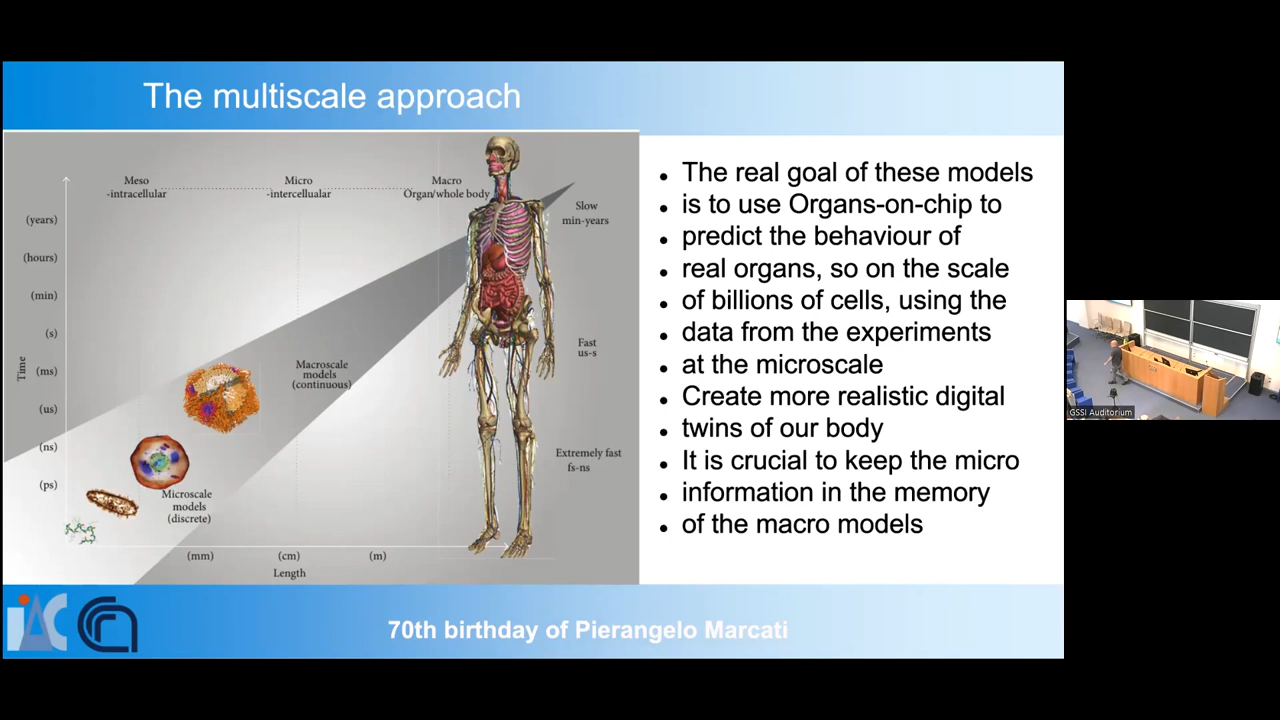 The multiscale approach
Meso
-intracellular
Micro
-intercellualar
Macro
Organ/whole body
Slow
min-years
(years)
(hours)
(min)
(s)
(ms)
(us)
(ns)
(ps)
Time
Macroscale
models
(continuous)
Fast
us-s
Extremely fast
fs-ns
Microscale
models
(discrete)
(mm)
(cm)
(m)
Length
• The real goal of these models
• is to use Organs-on-chip to
• predict the behaviour of
• real organs, so on the scale
• of billions of cells, using the
• data from the experiments
• at the microscale
• Create more realistic digital
• twins of our body
• It is crucial to keep the micro
• information in the memory
• of the macro models
iAC
70th birthday of Pierangelo Marcati
GSSI Auditorium